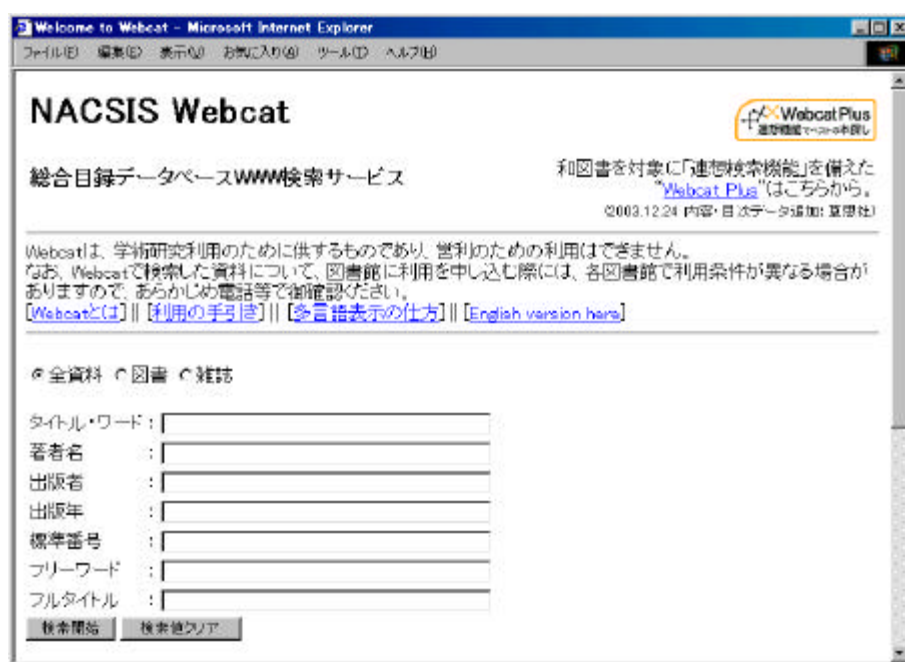 Welcome to Webcat - Microsoft Internet Explorer
ファイル(F) 編集(E) 表示(V) お気に入り(A) ツール(T) ヘルプ(H)
NACSIS Webcat
Webcat Plus
連想機能でベストの本探し
総合目録データベースWWW検索サービス
和図書を対象に「連想検索機能」を備えた
"Webcat Plus"はこちらから。
(2003.12.24 内容・目次データ追加: 草思社)
Webcatは、学術研究利用のために供するものであり、営利のための利用はできません。
なお、Webcatで検索した資料について、図書館に利用を申し込む際には、各図書館で利用条件が異なる場合が
ありますので、あらかじめ電話等で御確認ください。
[Webcatとは] || [利用の手引き] || [多言語表示の仕方] || [English version here]
全資料 図書 雑誌
タイトル・ワード :
著者名 :
出版者 :
出版年 :
標準番号 :
フリーワード :
フルタイトル :
検索開始 検索値クリア